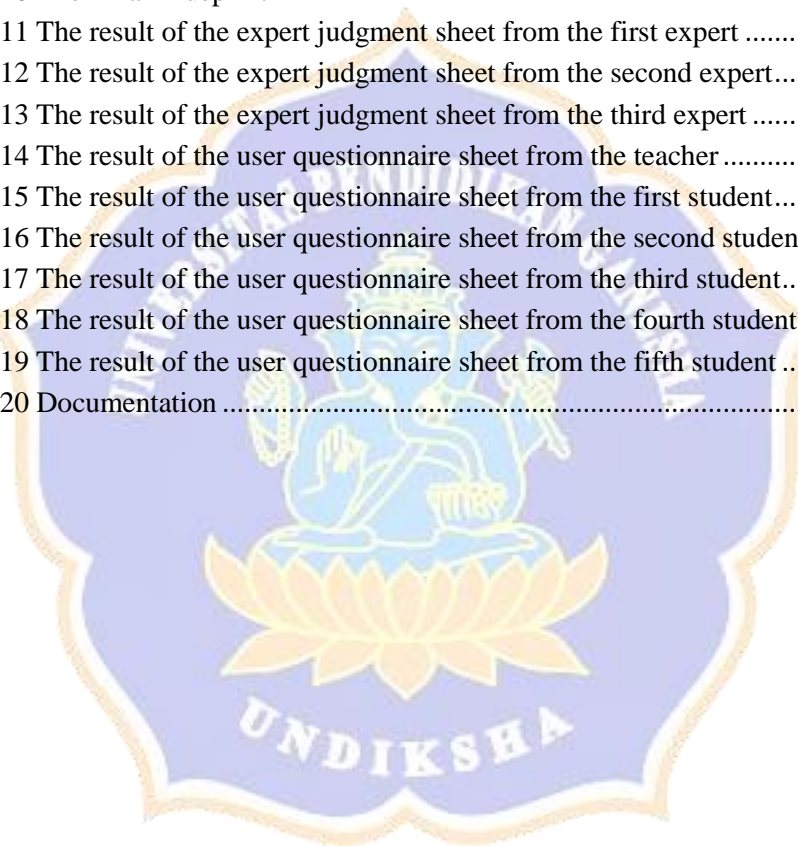 11 The result of the expert judgment sheet from the first expert .......
12 The result of the expert judgment sheet from the second expert...
13 The result of the expert judgment sheet from the third expert ......
14 The result of the user questionnaire sheet from the teacher ..........
15 The result of the user questionnaire sheet from the first student...
16 The result of the user questionnaire sheet from the second studen
17 The result of the user questionnaire sheet from the third student..
18 The result of the user questionnaire sheet from the fourth student
19 The result of the user questionnaire sheet from the fifth student ..
20 Documentation ...............................................................................
UNIVERSITAS PENDIDIKAN GANESHA
UNDIKSHA